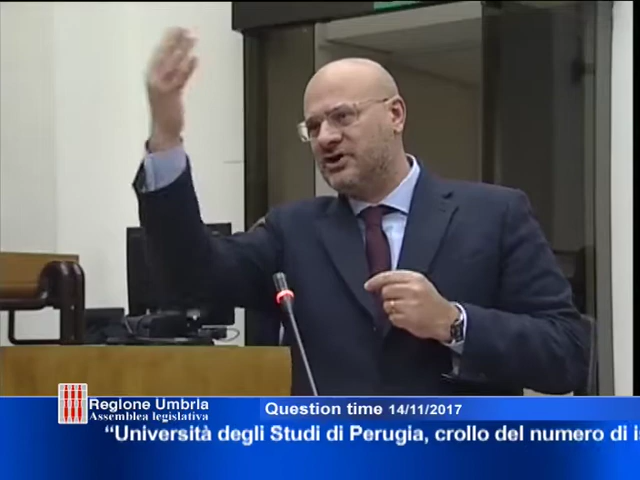 Regione Umbria
Assemblea legislativa
Question time 14/11/2017
“Università degli Studi di Perugia, crollo del numero di